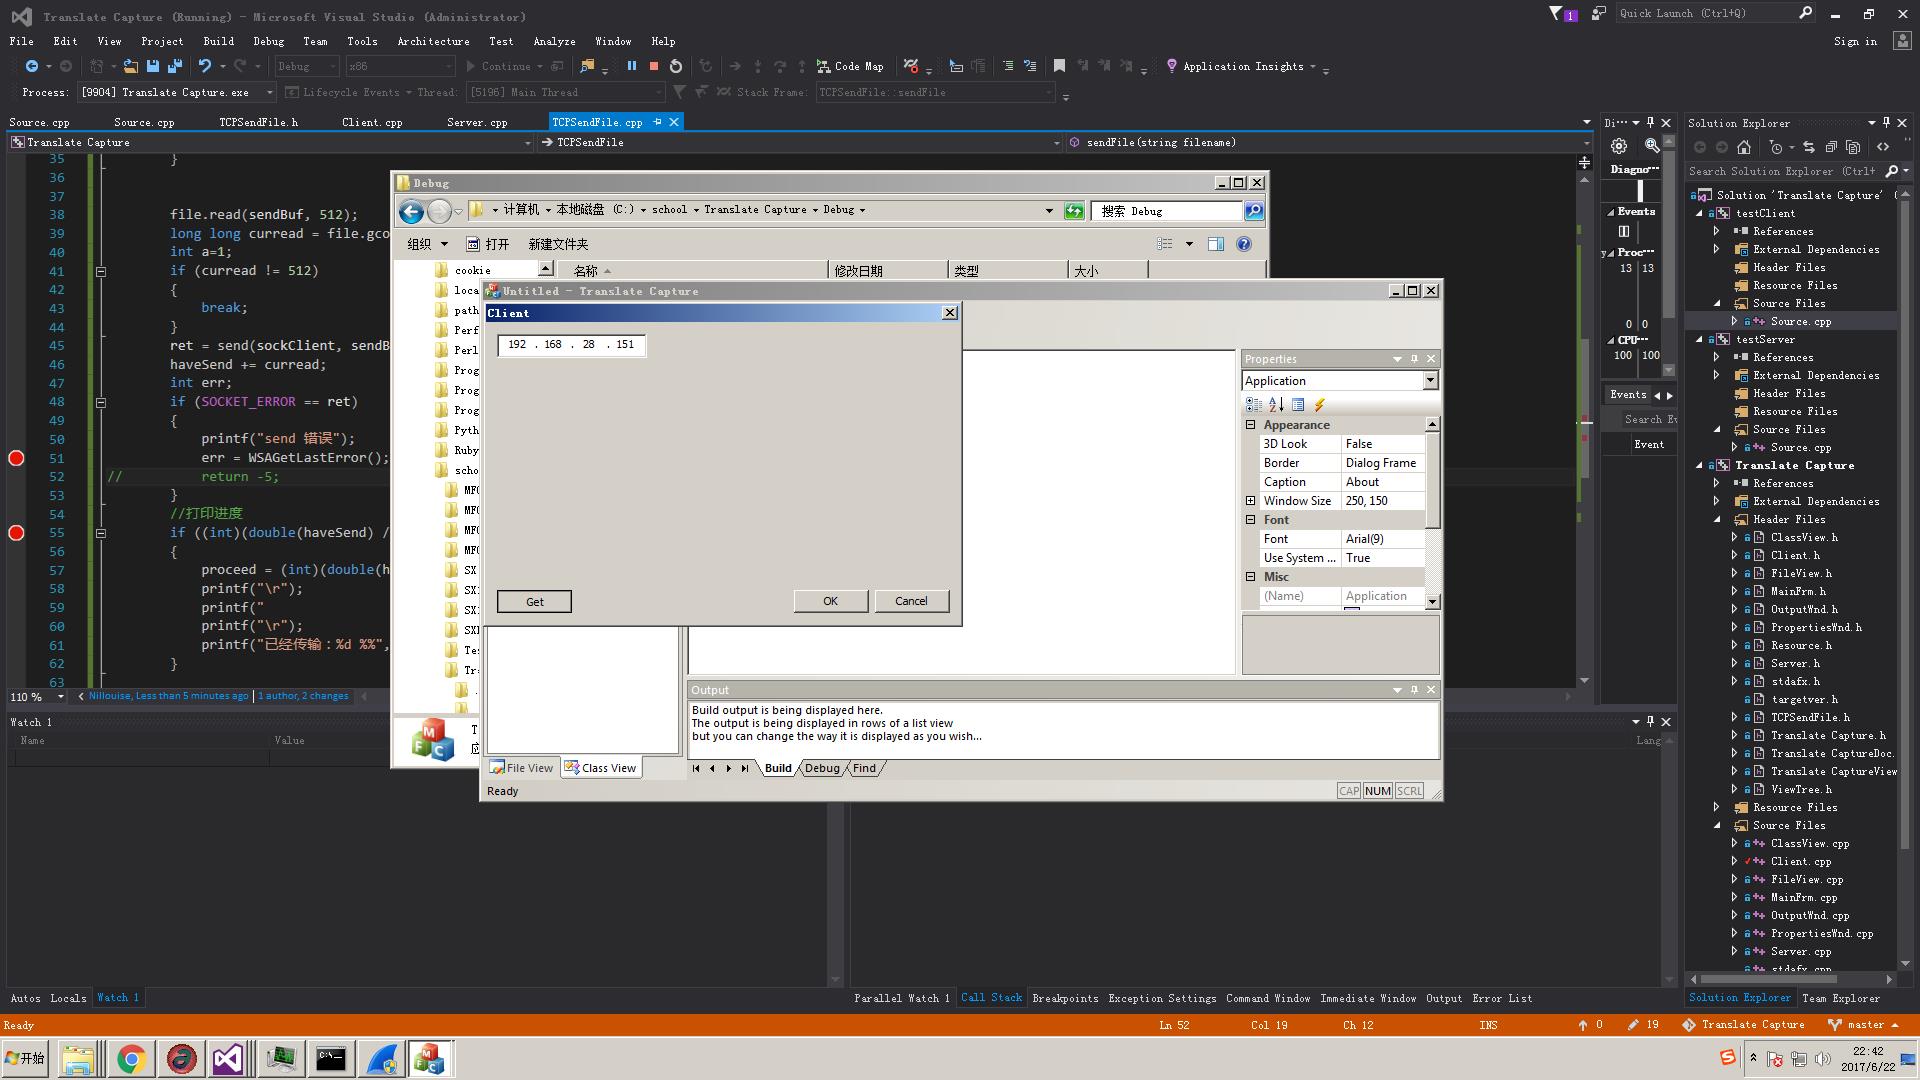 Translate Capture (Running) - Microsoft Visual Studio (Administrator)
1
Quick Launch (Ctrl+Q)
File Edit View Project Build Debug Team Tools Architecture Test Analyze Window Help
Sign in
Debug x86 Continue Code Map Application Insights
Process: [9904] Translate Capture.exe Lifecycle Events Thread: [5196] Main Thread Stack Frame: TCPSendFile::sendFile
Source.cpp Source.cpp TCPSendFile.h Client.cpp Server.cpp TCPSendFile.cpp
Translate Capture TCPSendFile sendFile(string filename)
35 }
36
37
38 file.read(sendBuf, 512);
39 long long curread = file.gco
40 int a=1;
41 if (curread != 512)
42 {
43 break;
44 }
45 ret = send(sockClient, sendB
46 haveSend += curread;
47 int err;
48 if (SOCKET_ERROR == ret)
49 {
50 printf("send 错误");
51 err = WSAGetLastError();
52 // return -5;
53 }
54 //打印进度
55 if ((int)(double(haveSend) /
56 {
57 proceed = (int)(double(h
58 printf("\r");
59 printf("
60 printf("\r");
61 printf("已经传输：%d %%",
62 }
63
110 % Nillouise, Less than 5 minutes ago | 1 author, 2 changes
Watch 1
Name Value
Lang
Autos Locals Watch 1
Parallel Watch 1 Call Stack Breakpoints Exception Settings Command Window Immediate Window Output Error List
Debug
计算机 本地磁盘 (C:) school Translate Capture Debug
搜索 Debug
组织 打开 新建文件夹
名称 修改日期 类型 大小
cookie
loca
path
Perf
Perl
Prog
Prog
Prog
Pyth
Ruby
scho
MFC
MFC
MFC
MFC
SX
SX
SX
SX
Te
Tr
Untitled - Translate Capture
Client
192 . 168 . 28 . 151
Get OK Cancel
Properties
Application
Appearance
3D Look False
Border Dialog Frame
Caption About
Window Size 250, 150
Font
Font Arial(9)
Use System ... True
Misc
(Name) Application
Output
Build output is being displayed here.
The output is being displayed in rows of a list view
but you can change the way it is displayed as you wish...
File View Class View
Build Debug Find
Ready
CAP NUM SCRL
Di...
Diagno...
Events
Proc...
13 13
0 0
CPU...
100 100
Events
Search Ev
Event
Solution Explorer
Search Solution Explorer (Ctrl+
Solution 'Translate Capture' (
testClient
References
External Dependencies
Header Files
Resource Files
Source Files
Source.cpp
testServer
References
External Dependencies
Header Files
Resource Files
Source Files
Source.cpp
Translate Capture
References
External Dependencies
Header Files
ClassView.h
Client.h
FileView.h
MainFrm.h
OutputWnd.h
PropertiesWnd.h
Resource.h
Server.h
stdafx.h
targetver.h
TCPSendFile.h
Translate Capture.h
Translate CaptureDoc.
Translate CaptureView
ViewTree.h
Resource Files
Source Files
ClassView.cpp
Client.cpp
FileView.cpp
MainFrm.cpp
OutputWnd.cpp
PropertiesWnd.cpp
Server.cpp
stdafx.cpp
Solution Explorer Team Explorer
Ready Ln 52 Col 19 Ch 12 INS 0 19 Translate Capture master
开始
22:42
2017/6/22